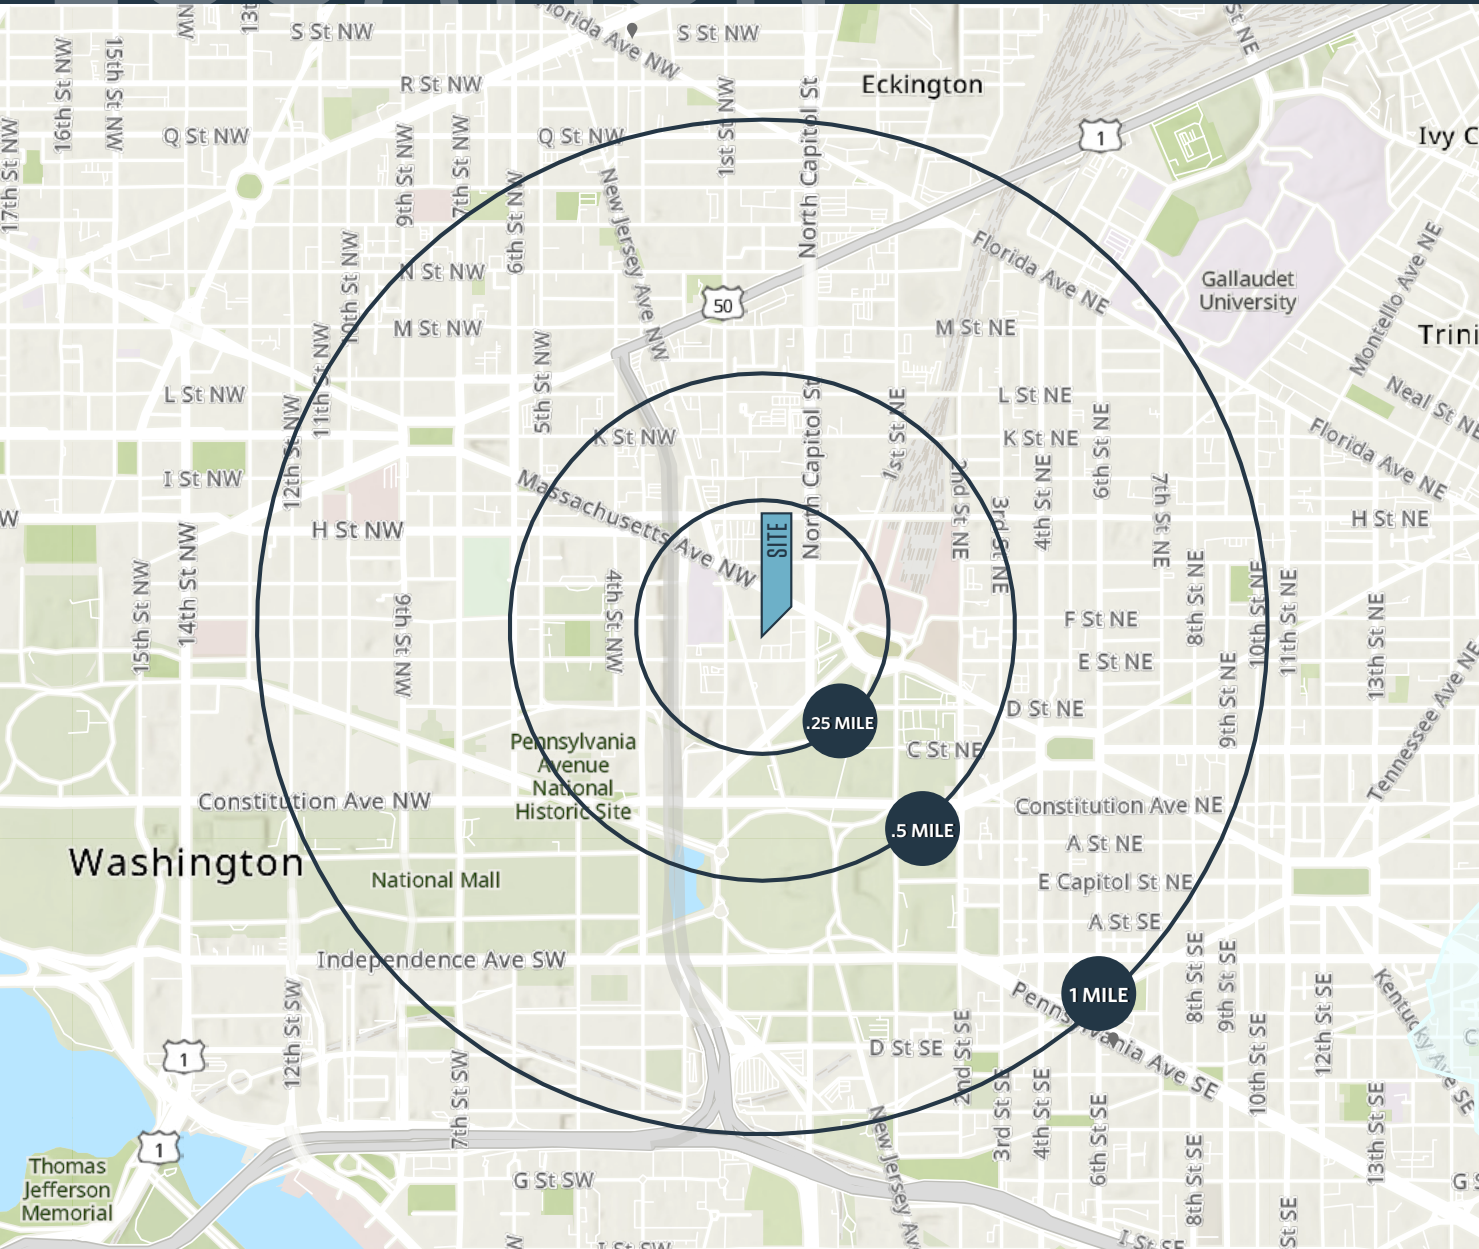 S St NW
Florida Ave NW
S St NW
16th St NW
15th St NW
R St NW
1st St NW
North Capitol St
Eckington
1
Ivy C
17th St NW
Q St NW
9th St NW
7th St NW
Q St NW
6th St NW
New Jersey Ave NW
10th St NW
N St NW
Florida Ave NE
Gallaudet
University
Montello Ave NE
50
M St NW
M St NE
Trini
11th St NW
5th St NW
L St NW
12th St NW
North Capitol St
1st St NE
L St NE
6th St NE
Neal St NE
K St NW
K St NE
Florida Ave NE
I St NW
Massachusetts Ave NW
2nd St NE
3rd St NE
4th St NE
7th St NE
W
H St NW
SITE
H St NE
15th St NW
14th St NW
9th St NW
4th St NW
F St NE
8th St NE
10th St NE
11th St NE
13th St NE
E St NE
9th St NE
Tennessee Ave NE
.25 MILE
D St NE
Pennsylvania
Avenue
National
Historic Site
C St NE
Constitution Ave NW
Constitution Ave NE
.5 MILE
A St NE
Washington
National Mall
E Capitol St NE
A St SE
Independence Ave SW
1 MILE
Pennsylvania Ave SE
8th St SE
9th St SE
12th St SE
Kentucky Ave SE
12th St SW
1
D St SE
2nd St SE
10th St SE
7th St SW
3rd St SE
4th St SE
6th St SE
13th St SE
New Jersey Av
1
Thomas
Jefferson
Memorial
G St SW
8th St SE
G S
St SE
I St SW
I St SE